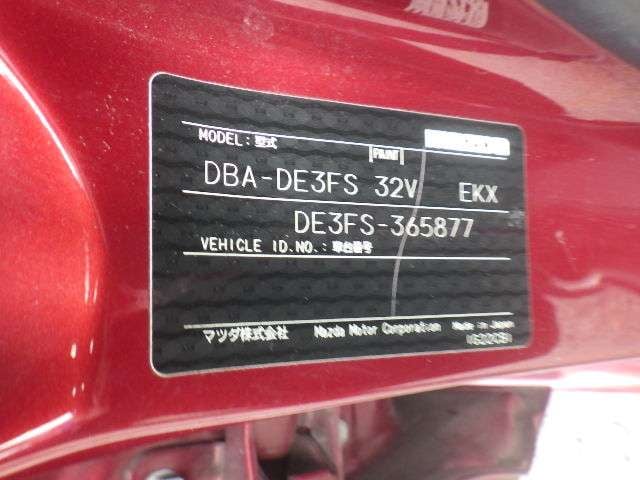 MODEL: 型式
PAINT
DBA-DE3FS 32V EKX
DE3FS-365877
VEHICLE ID.NO.: 車台番号
マツダ株式会社 Mazda Motor Corporation Made in Japan